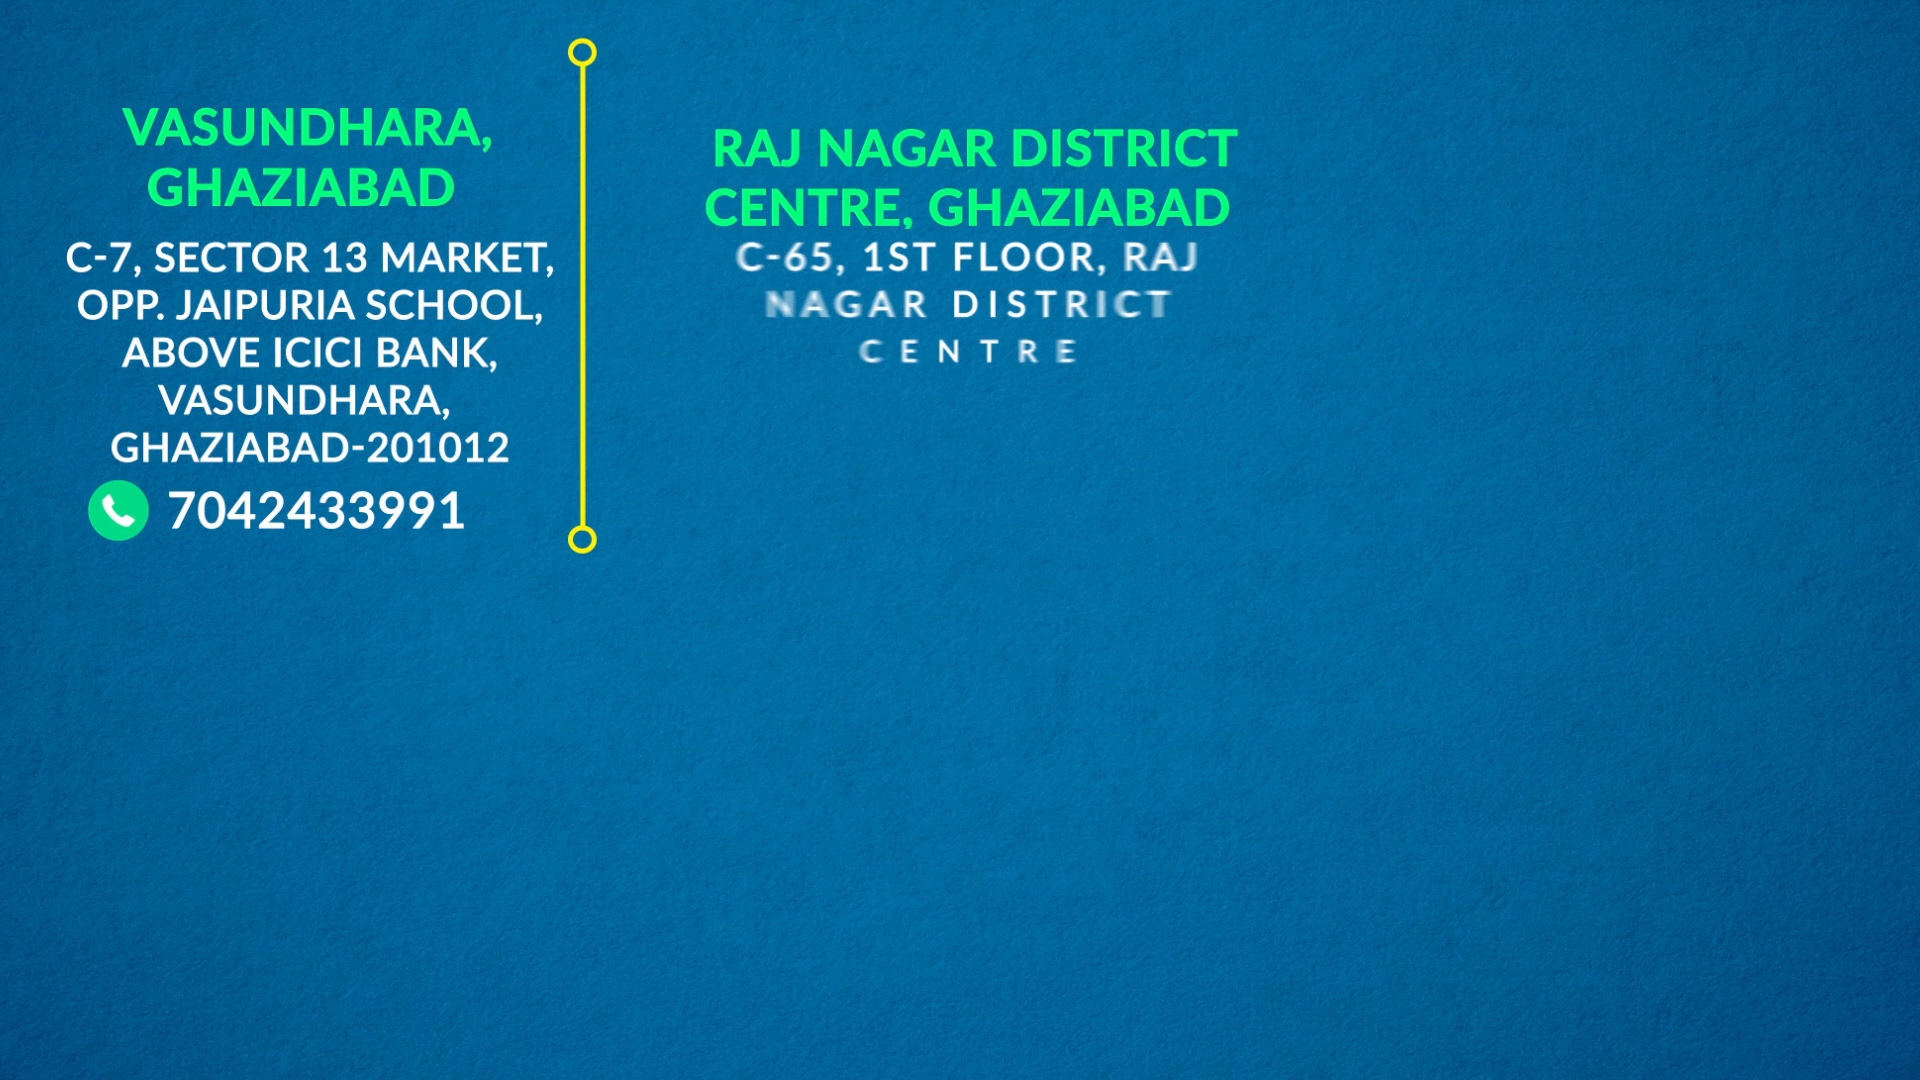 VASUNDHARA,
GHAZIABAD
C-7, SECTOR 13 MARKET,
OPP. JAIPURIA SCHOOL,
ABOVE ICICI BANK,
VASUNDHARA,
GHAZIABAD-201012
7042433991
RAJ NAGAR DISTRICT
CENTRE, GHAZIABAD
C-65, 1ST FLOOR, RAJ
NAGAR DISTRICT
CENTRE